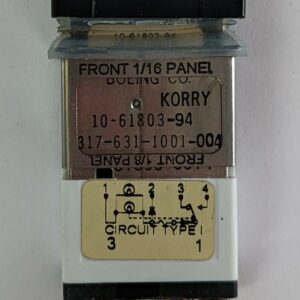 10-61803-94
FRONT 1/16 PANEL
BOEING CO.
KORRY
10-61803-94
317-631-1001-004
FRONT 1/8 PANEL
1 2 3 4
CIRCUIT TYPE
3 1